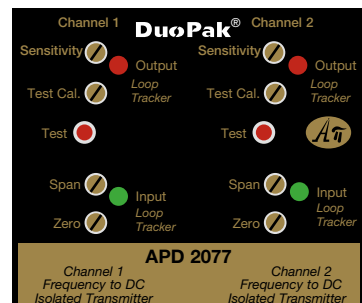 Channel 1 DuoPak® Channel 2
Sensitivity
Output
Test Cal.
Loop
Tracker
Test
Span
Input
Zero
Loop
Tracker
Sensitivity
Output
Test Cal.
Loop
Tracker
Test
Span
Input
Zero
Loop
Tracker
APD 2077
Channel 1
Frequency to DC
Isolated Transmitter
Channel 2
Frequency to DC
Isolated Transmitter